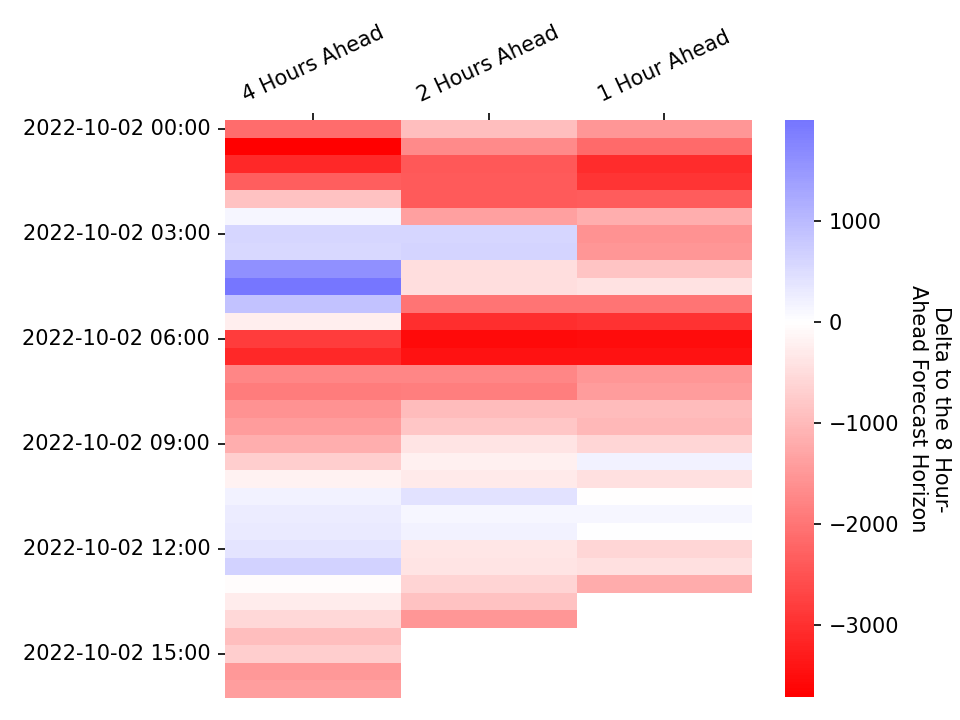 4 Hours Ahead
2 Hours Ahead
1 Hour Ahead
2022-10-02 00:00
2022-10-02 03:00
2022-10-02 06:00
2022-10-02 09:00
2022-10-02 12:00
2022-10-02 15:00
1000
0
−1000
−2000
−3000
Delta to the 8 Hour-
Ahead Forecast Horizon